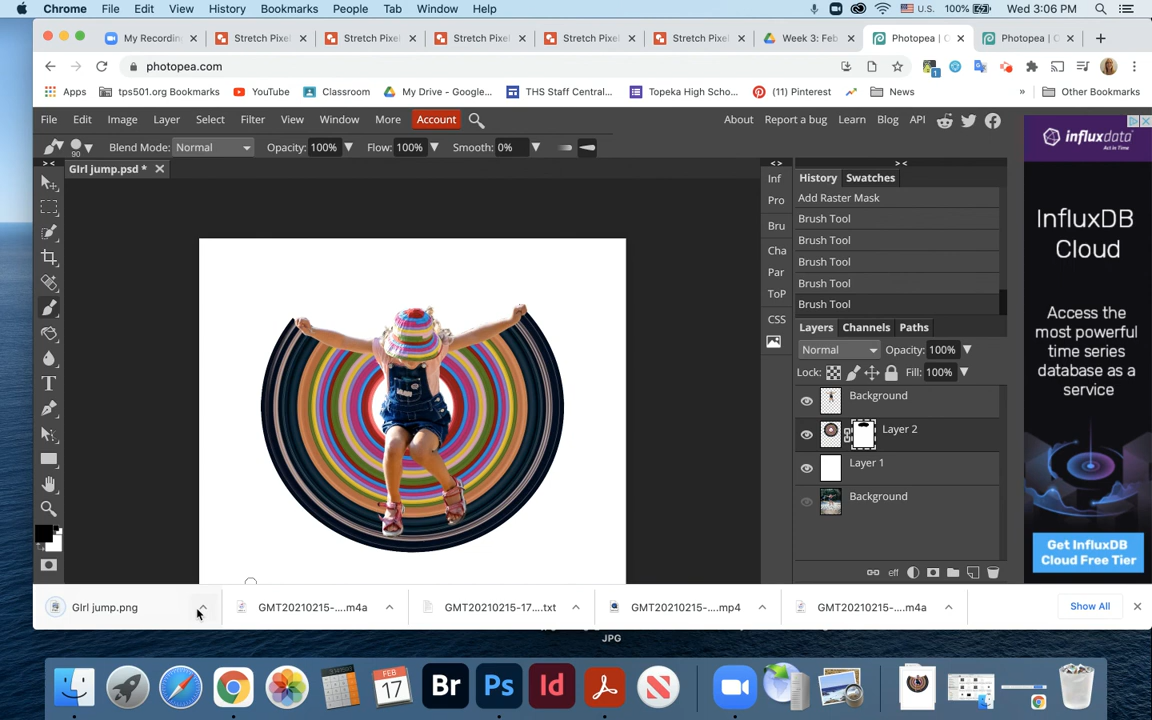 Chrome File Edit View History Bookmarks People Tab Window Help U.S. 100% Wed 3:06 PM
My Recordin Stretch Pixel Stretch Pixel Stretch Pixel Stretch Pixel Stretch Pixel Week 3: Feb Photopea | O Photopea | O
photopea.com
Apps tps501.org Bookmarks YouTube Classroom My Drive - Google... THS Staff Central... Topeka High Scho... (11) Pinterest News » Other Bookmarks
File Edit Image Layer Select Filter View Window More Account About Report a bug Learn Blog API
90 Blend Mode: Normal Opacity: 100% Flow: 100% Smooth: 0%
GIrl jump.psd *
Inf
Pro
Bru
Cha
Par
ToP
CSS
History Swatches
Add Raster Mask
Brush Tool
Brush Tool
Brush Tool
Brush Tool
Brush Tool
Layers Channels Paths
Normal Opacity: 100%
Lock: Fill: 100%
Background
Layer 2
Layer 1
Background
eff
influxdata
InfluxDB
Cloud
Access the
most powerful
time series
database as a
service
Get InfluxDB
Cloud Free Tier
GIrl jump.png GMT20210215-....m4a GMT20210215-17....txt GMT20210215-....mp4 GMT20210215-....m4a Show All
JPG
FEB
17
Br Ps Id